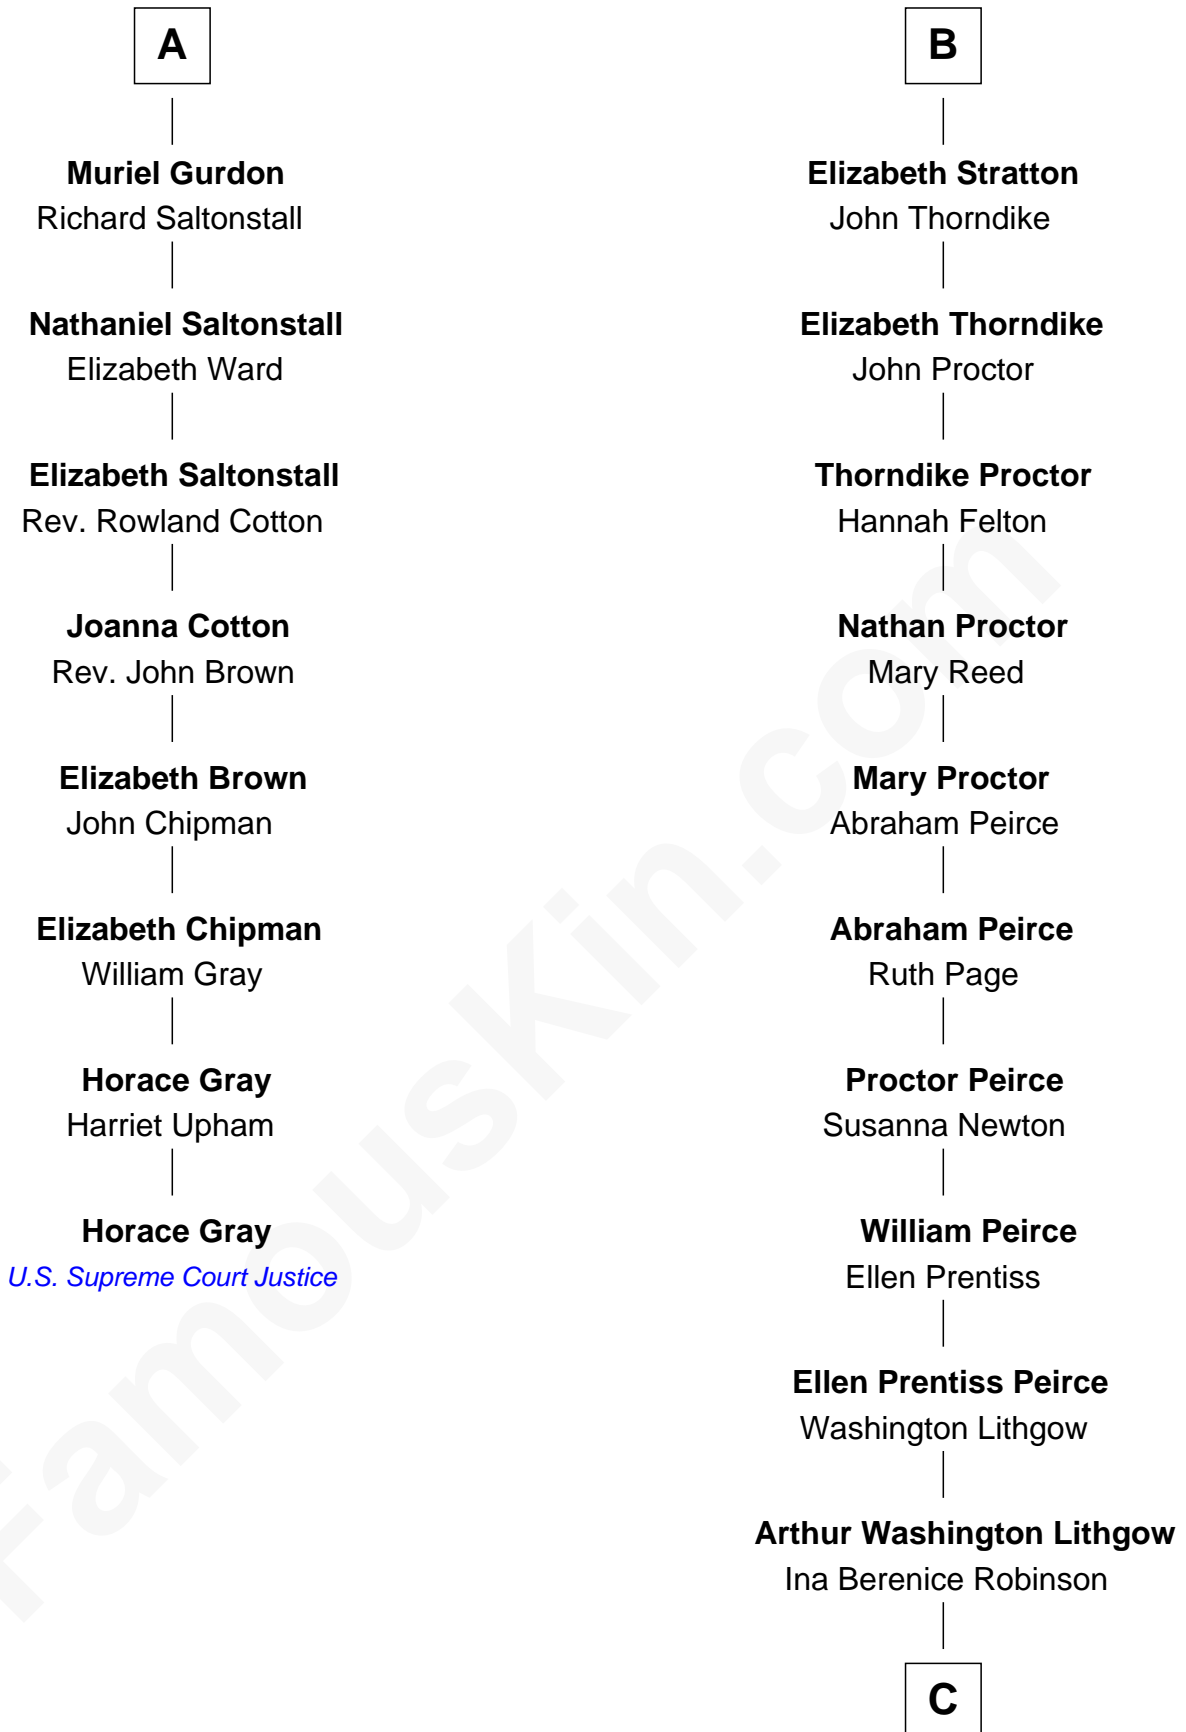 A
Muriel Gurdon
Richard Saltonstall
Nathaniel Saltonstall
Elizabeth Ward
Elizabeth Saltonstall
Rev. Rowland Cotton
Joanna Cotton
Rev. John Brown
Elizabeth Brown
John Chipman
Elizabeth Chipman
William Gray
Horace Gray
Harriet Upham
Horace Gray
U.S. Supreme Court Justice
B
Elizabeth Stratton
John Thorndike
Elizabeth Thorndike
John Proctor
Thorndike Proctor
Hannah Felton
Nathan Proctor
Mary Reed
Mary Proctor
Abraham Peirce
Abraham Peirce
Ruth Page
Proctor Peirce
Susanna Newton
William Peirce
Ellen Prentiss
Ellen Prentiss Peirce
Washington Lithgow
Arthur Washington Lithgow
Ina Berenice Robinson
C
FamousKin.com